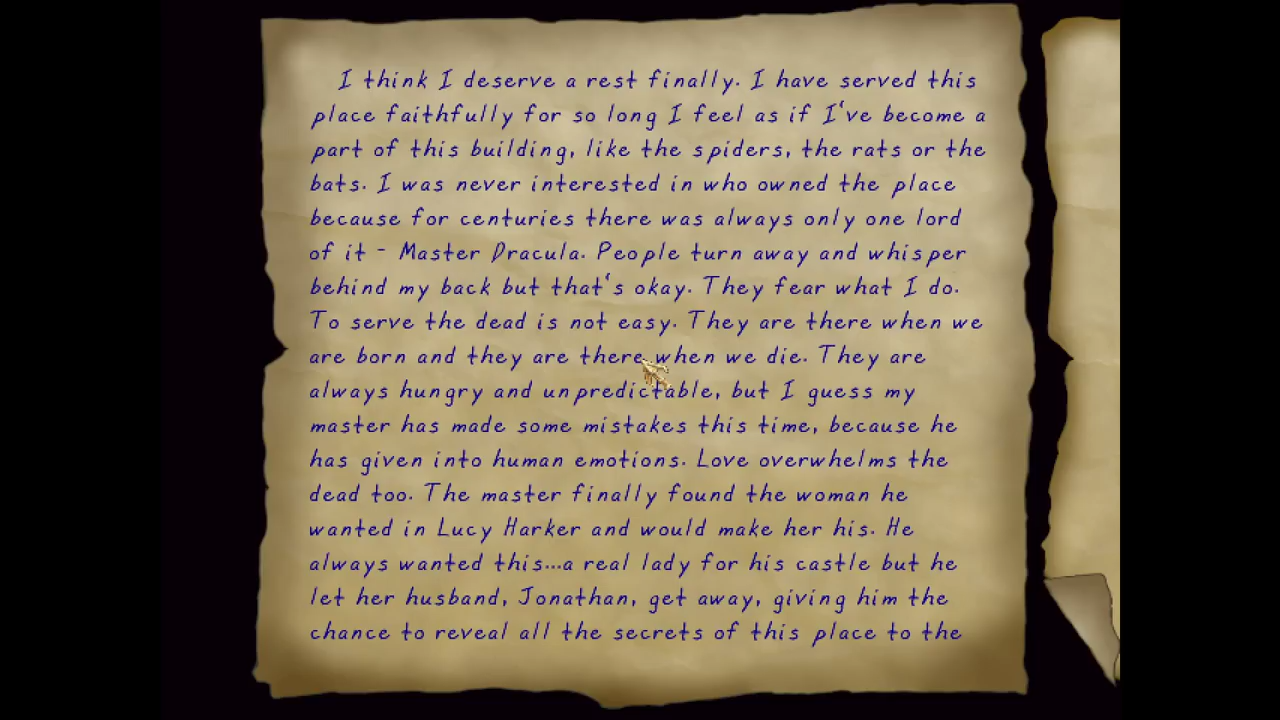 I think I deserve a rest finally. I have served this
place faithfully for so long I feel as if I've become a
part of this building, like the spiders, the rats or the
bats. I was never interested in who owned the place
because for centuries there was always only one lord
of it - Master Dracula. People turn away and whisper
behind my back but that's okay. They fear what I do.
To serve the dead is not easy. They are there when we
are born and they are there when we die. They are
always hungry and unpredictable, but I guess my
master has made some mistakes this time, because he
has given into human emotions. Love overwhelms the
dead too. The master finally found the woman he
wanted in Lucy Harker and would make her his. He
always wanted this...a real lady for his castle but he
let her husband, Jonathan, get away, giving him the
chance to reveal all the secrets of this place to the